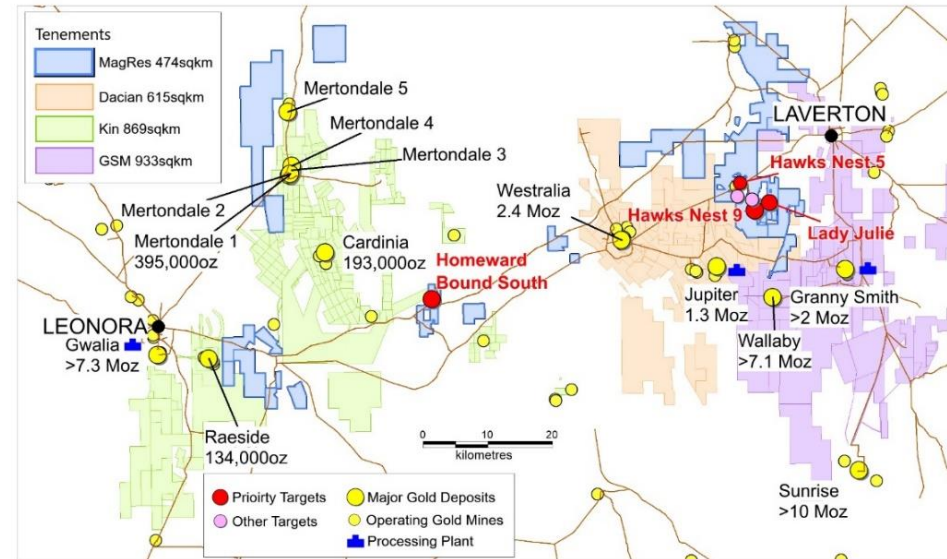 Tenements
MagRes 474sqkm
Dacian 615sqkm
Kin 869sqkm
GSM 933sqkm
Mertondale 5
Mertondale 4
Mertondale 3
Mertondale 2
Mertondale 1
395,000oz
Cardinia
193,000oz
Homeward
Bound South
LEONORA
Gwalia
>7.3 Moz
Raeside
134,000oz
Westralia
2.4 Moz
LAVERTON
Hawks Nest 5
Hawks Nest 9
Lady Julie
Jupiter
1.3 Moz
Granny Smith
>2 Moz
Wallaby
>7.1 Moz
Sunrise
>10 Moz
0 10 20
kilometres
Prioirty Targets
Other Targets
Major Gold Deposits
Operating Gold Mines
Processing Plant